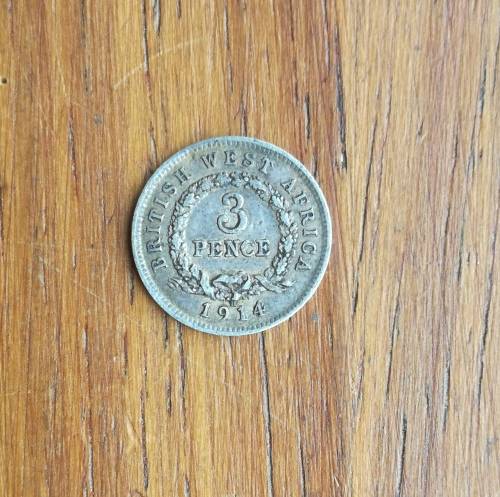 BRITISH WEST AFRICA
3
PENCE
1914